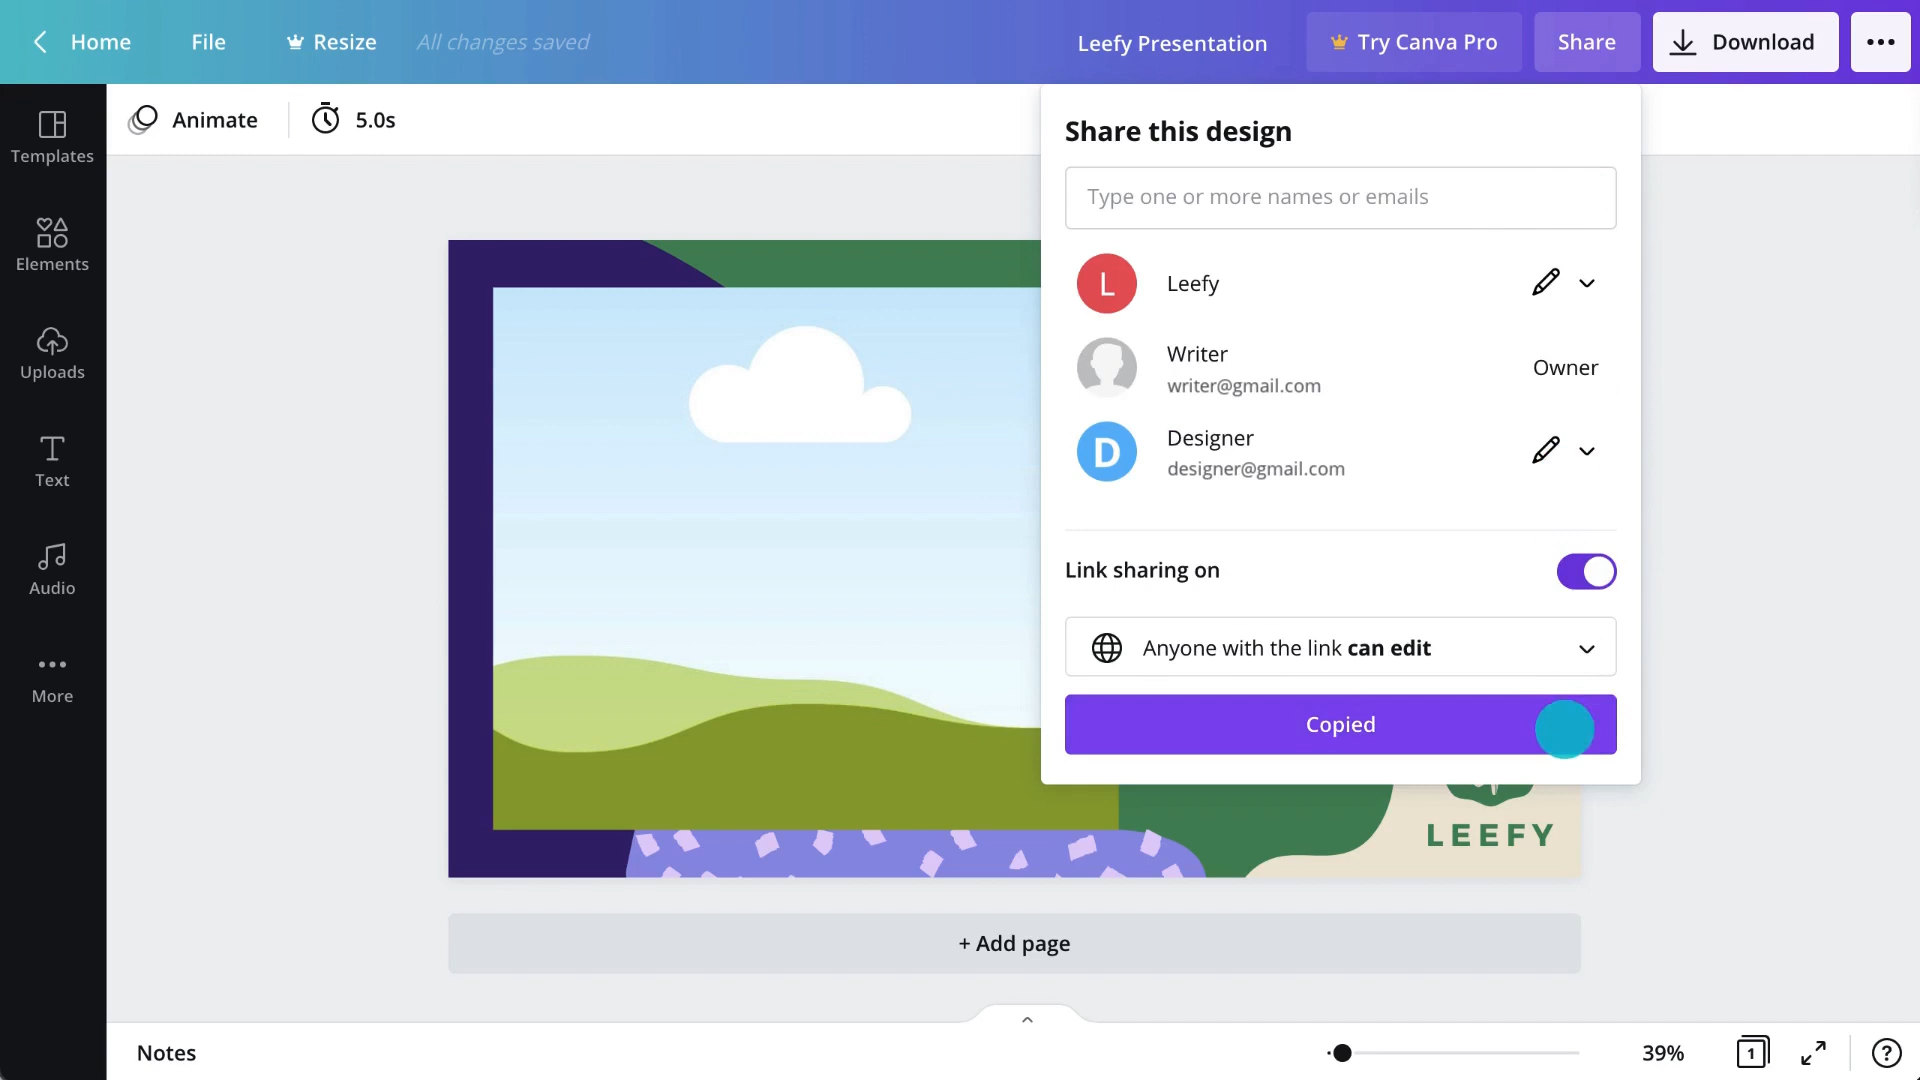 Home
File
Resize
All changes saved
Leefy Presentation
Try Canva Pro
Share
Download
Templates
Elements
Uploads
Text
Audio
More
Animate
5.0s
Share this design
Type one or more names or emails
L
Leefy
Writer
writer@gmail.com
Owner
D
Designer
designer@gmail.com
Link sharing on
Anyone with the link can edit
Copied
LEEFY
+ Add page
Notes
39%
1
?